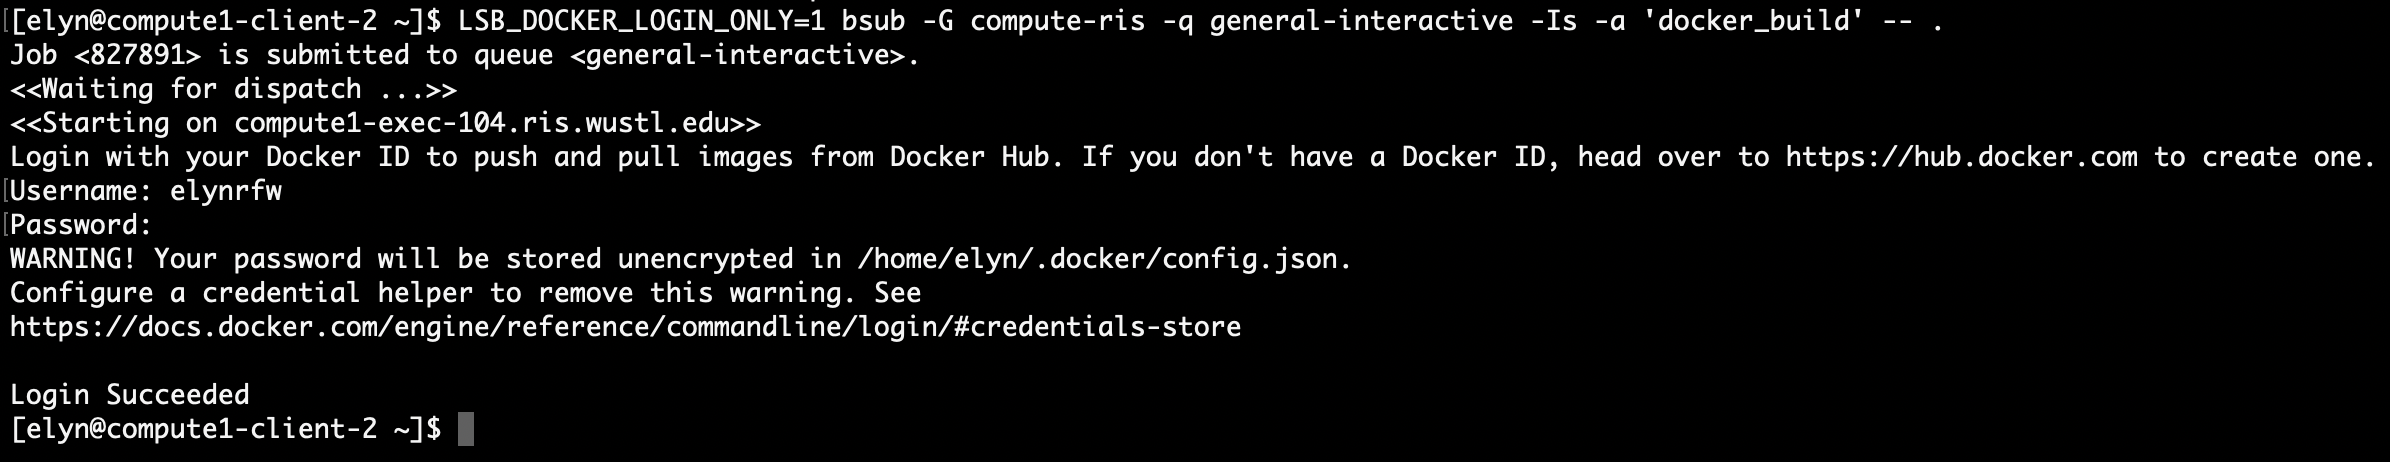 [elyn@compute1-client-2 ~]$ LSB_DOCKER_LOGIN_ONLY=1 bsub -G compute-ris -q general-interactive -Is -a 'docker_build' -- .
Job <827891> is submitted to queue <general-interactive>.
<<Waiting for dispatch ...>>
<<Starting on compute1-exec-104.ris.wustl.edu>>
Login with your Docker ID to push and pull images from Docker Hub. If you don't have a Docker ID, head over to https://hub.docker.com to create one.
Username: elynrfw
Password:
WARNING! Your password will be stored unencrypted in /home/elyn/.docker/config.json.
Configure a credential helper to remove this warning. See
https://docs.docker.com/engine/reference/commandline/login/#credentials-store
Login Succeeded
[elyn@compute1-client-2 ~]$